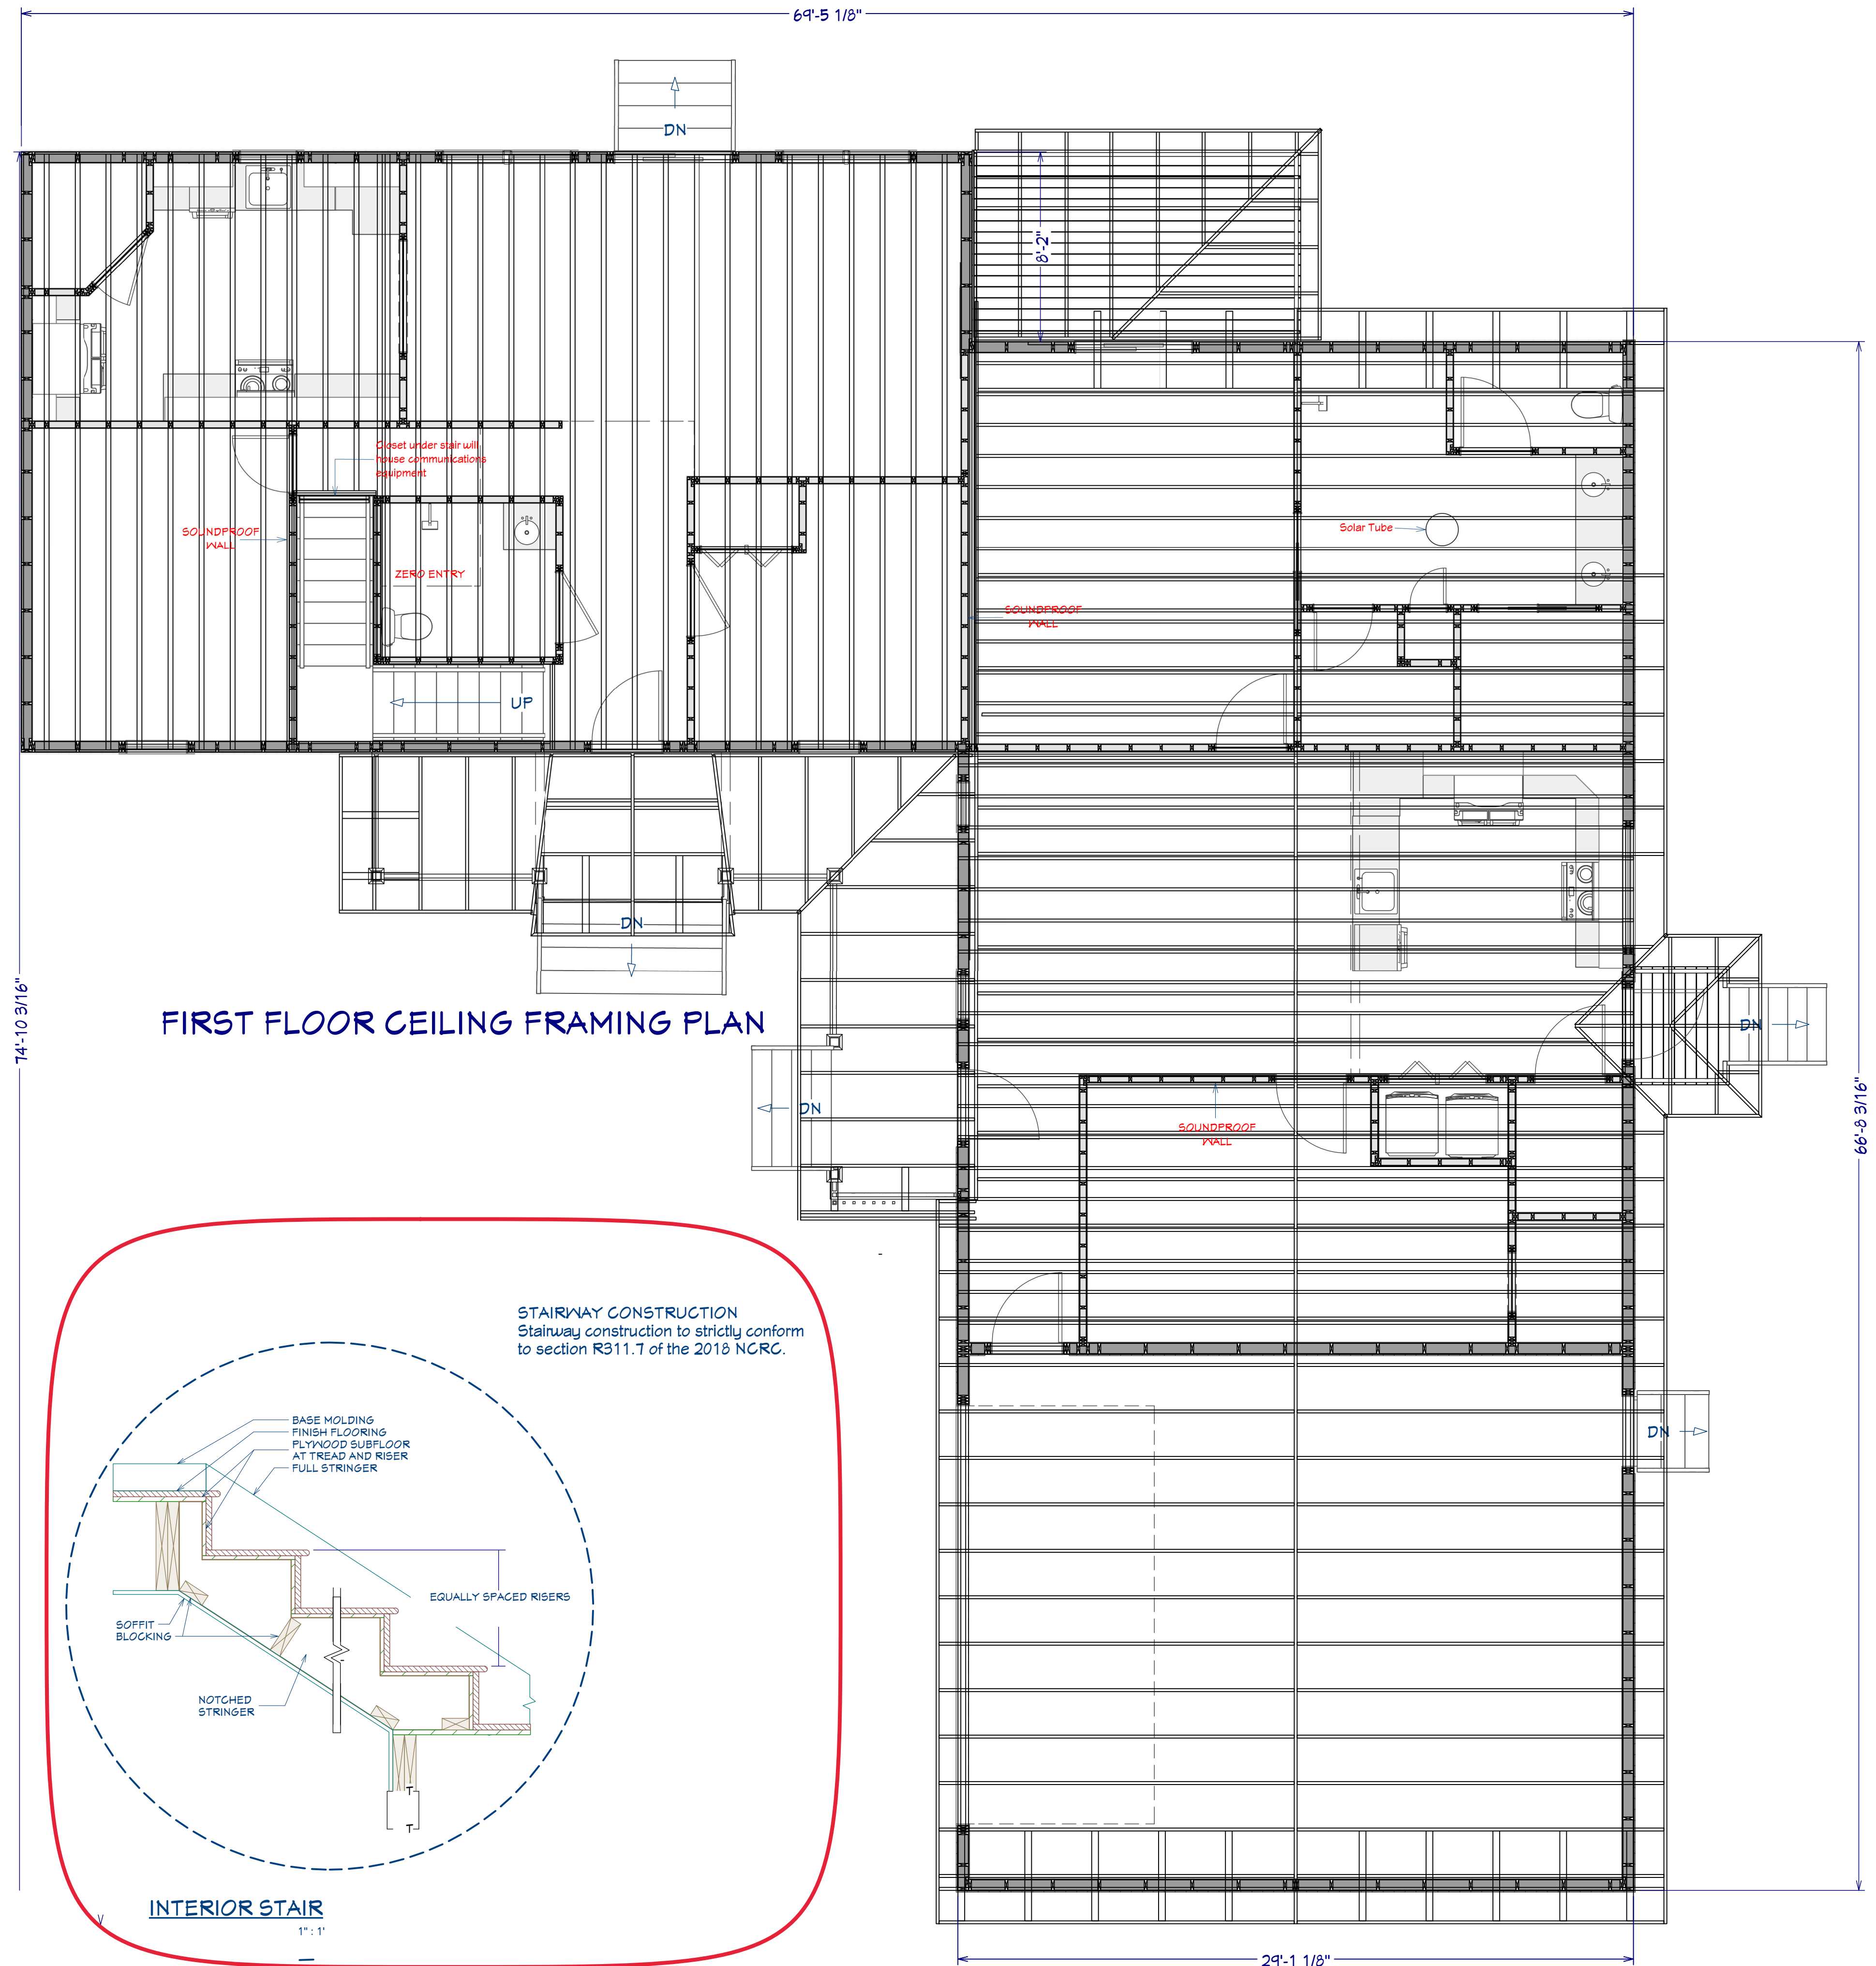 69'-5 1/8"
DN
8'-2"
Closet under stair will
house communications
equipment
SOUNDPROOF
WALL
ZERO ENTRY
Solar Tube
SOUNDPROOF
WALL
UP
DN
FIRST FLOOR CEILING FRAMING PLAN
74'-10 3/16"
DN
DN
66'-8 3/16"
SOUNDPROOF
WALL
STAIRWAY CONSTRUCTION
Stairway construction to strictly conform
to section R311.7 of the 2018 NCRC.
BASE MOLDING
FINISH FLOORING
PLYWOOD SUBFLOOR
AT TREAD AND RISER
FULL STRINGER
DN
EQUALLY SPACED RISERS
SOFFIT
BLOCKING
NOTCHED
STRINGER
INTERIOR STAIR
1" : 1'
29'-1 1/8"